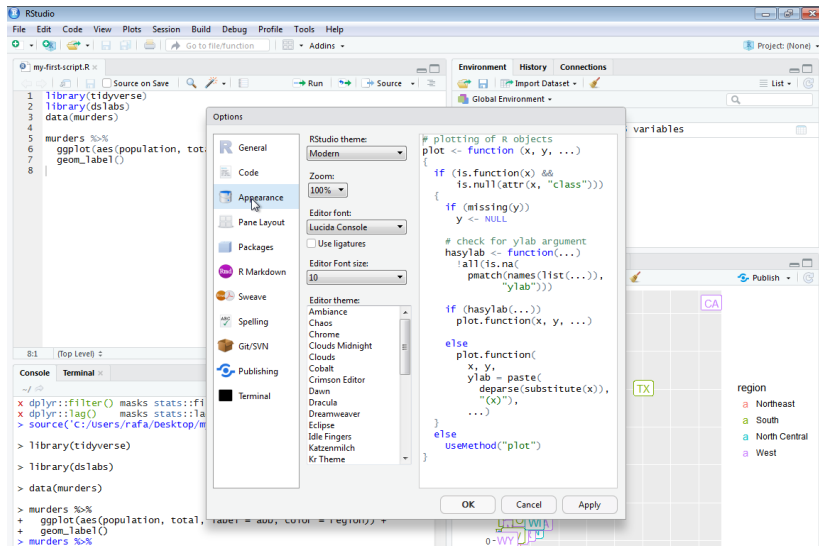 RStudio
File Edit Code View Plots Session Build Debug Profile Tools Help
Go to file/function Addins Project: (None)
my-first-script.R
Source on Save Run Source
1 library(tidyverse)
2 library(dslabs)
3 data(murders)
4
5 murders %>%
6 ggplot(aes(population, tota
7 geom_label()
8
8:1 (Top Level)
Console Terminal
~/
x dplyr::filter() masks stats::fi
x dplyr::lag() masks stats::la
> source('C:/Users/rafa/Desktop/m
> library(tidyverse)
> library(dslabs)
> data(murders)
> murders %>%
+ ggplot(aes(population, total, label = abb, color = region)) +
+ geom_label()
> murders %>%
Environment History Connections
Import Dataset List
Global Environment
variables
Publish
CA
TX
WY
0
region
a Northeast
a South
a North Central
a West
Options
General
Code
Appearance
Pane Layout
Packages
R Markdown
Sweave
Spelling
Git/SVN
Publishing
Terminal
RStudio theme:
Modern
Zoom:
100%
Editor font:
Lucida Console
Use ligatures
Editor Font size:
10
Editor theme:
Ambiance
Chaos
Chrome
Clouds Midnight
Clouds
Cobalt
Crimson Editor
Dawn
Dracula
Dreamweaver
Eclipse
Idle Fingers
Katzenmilch
Kr Theme
# plotting of R objects
plot <- function (x, y, ...)
{
if (is.function(x) &&
is.null(attr(x, "class")))
{
if (missing(y))
y <- NULL
# check for ylab argument
hasylab <- function(...)
!all(is.na(
pmatch(names(list(...)),
"ylab")))
if (hasylab(...))
plot.function(x, y, ...)
else
plot.function(
x, y,
ylab = paste(
deparse(substitute(x)),
"(x)"),
...)
}
else
UseMethod("plot")
}
OK Cancel Apply